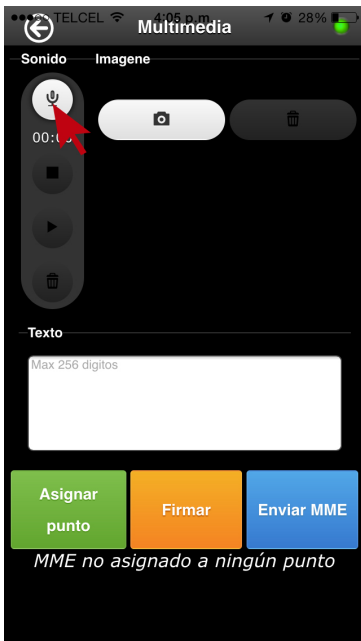 TELCEL 4:05 p.m. 28%
Multimedia
Sonido Imagene
Texto
Max 256 digitos
Asignar
punto
Firmar
Enviar MME
MME no asignado a ningún punto